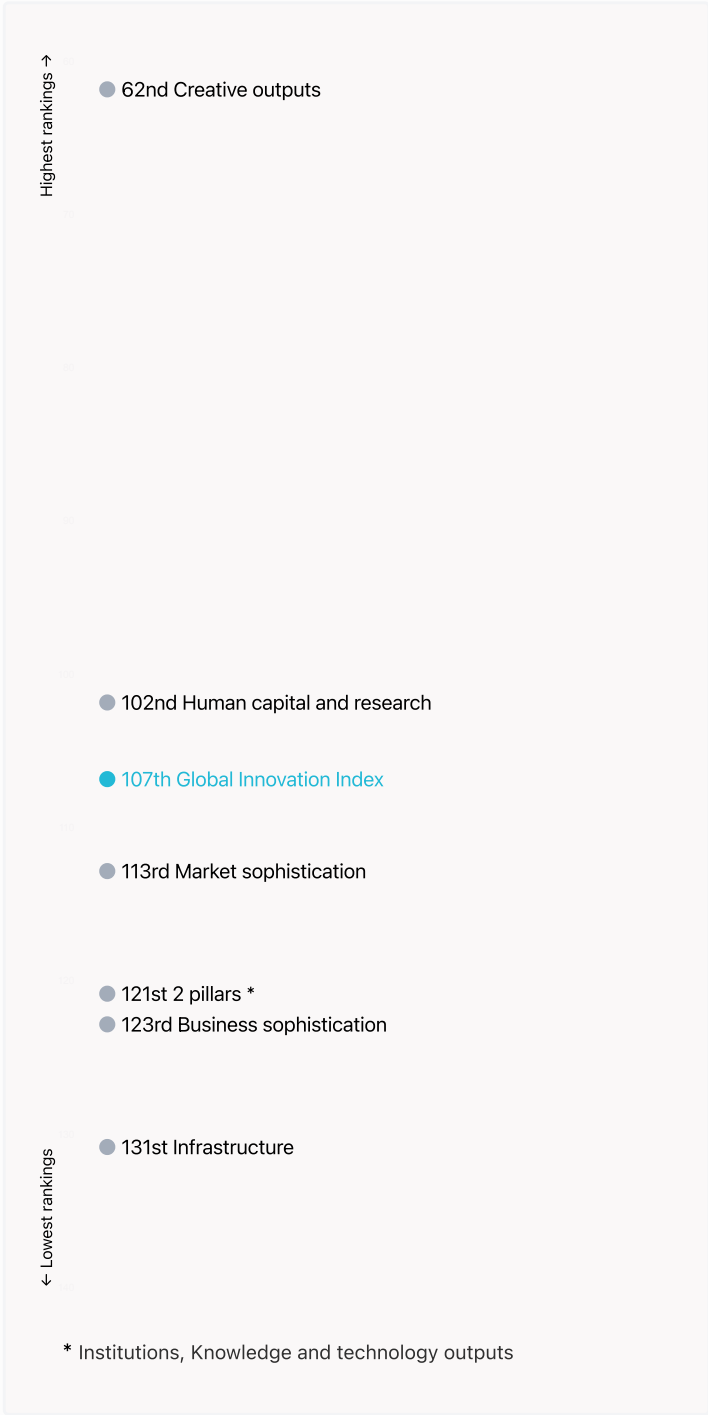 Highest rankings →
62nd Creative outputs
102nd Human capital and research
107th Global Innovation Index
113rd Market sophistication
121st 2 pillars *
123rd Business sophistication
131st Infrastructure
← Lowest rankings
* Institutions, Knowledge and technology outputs